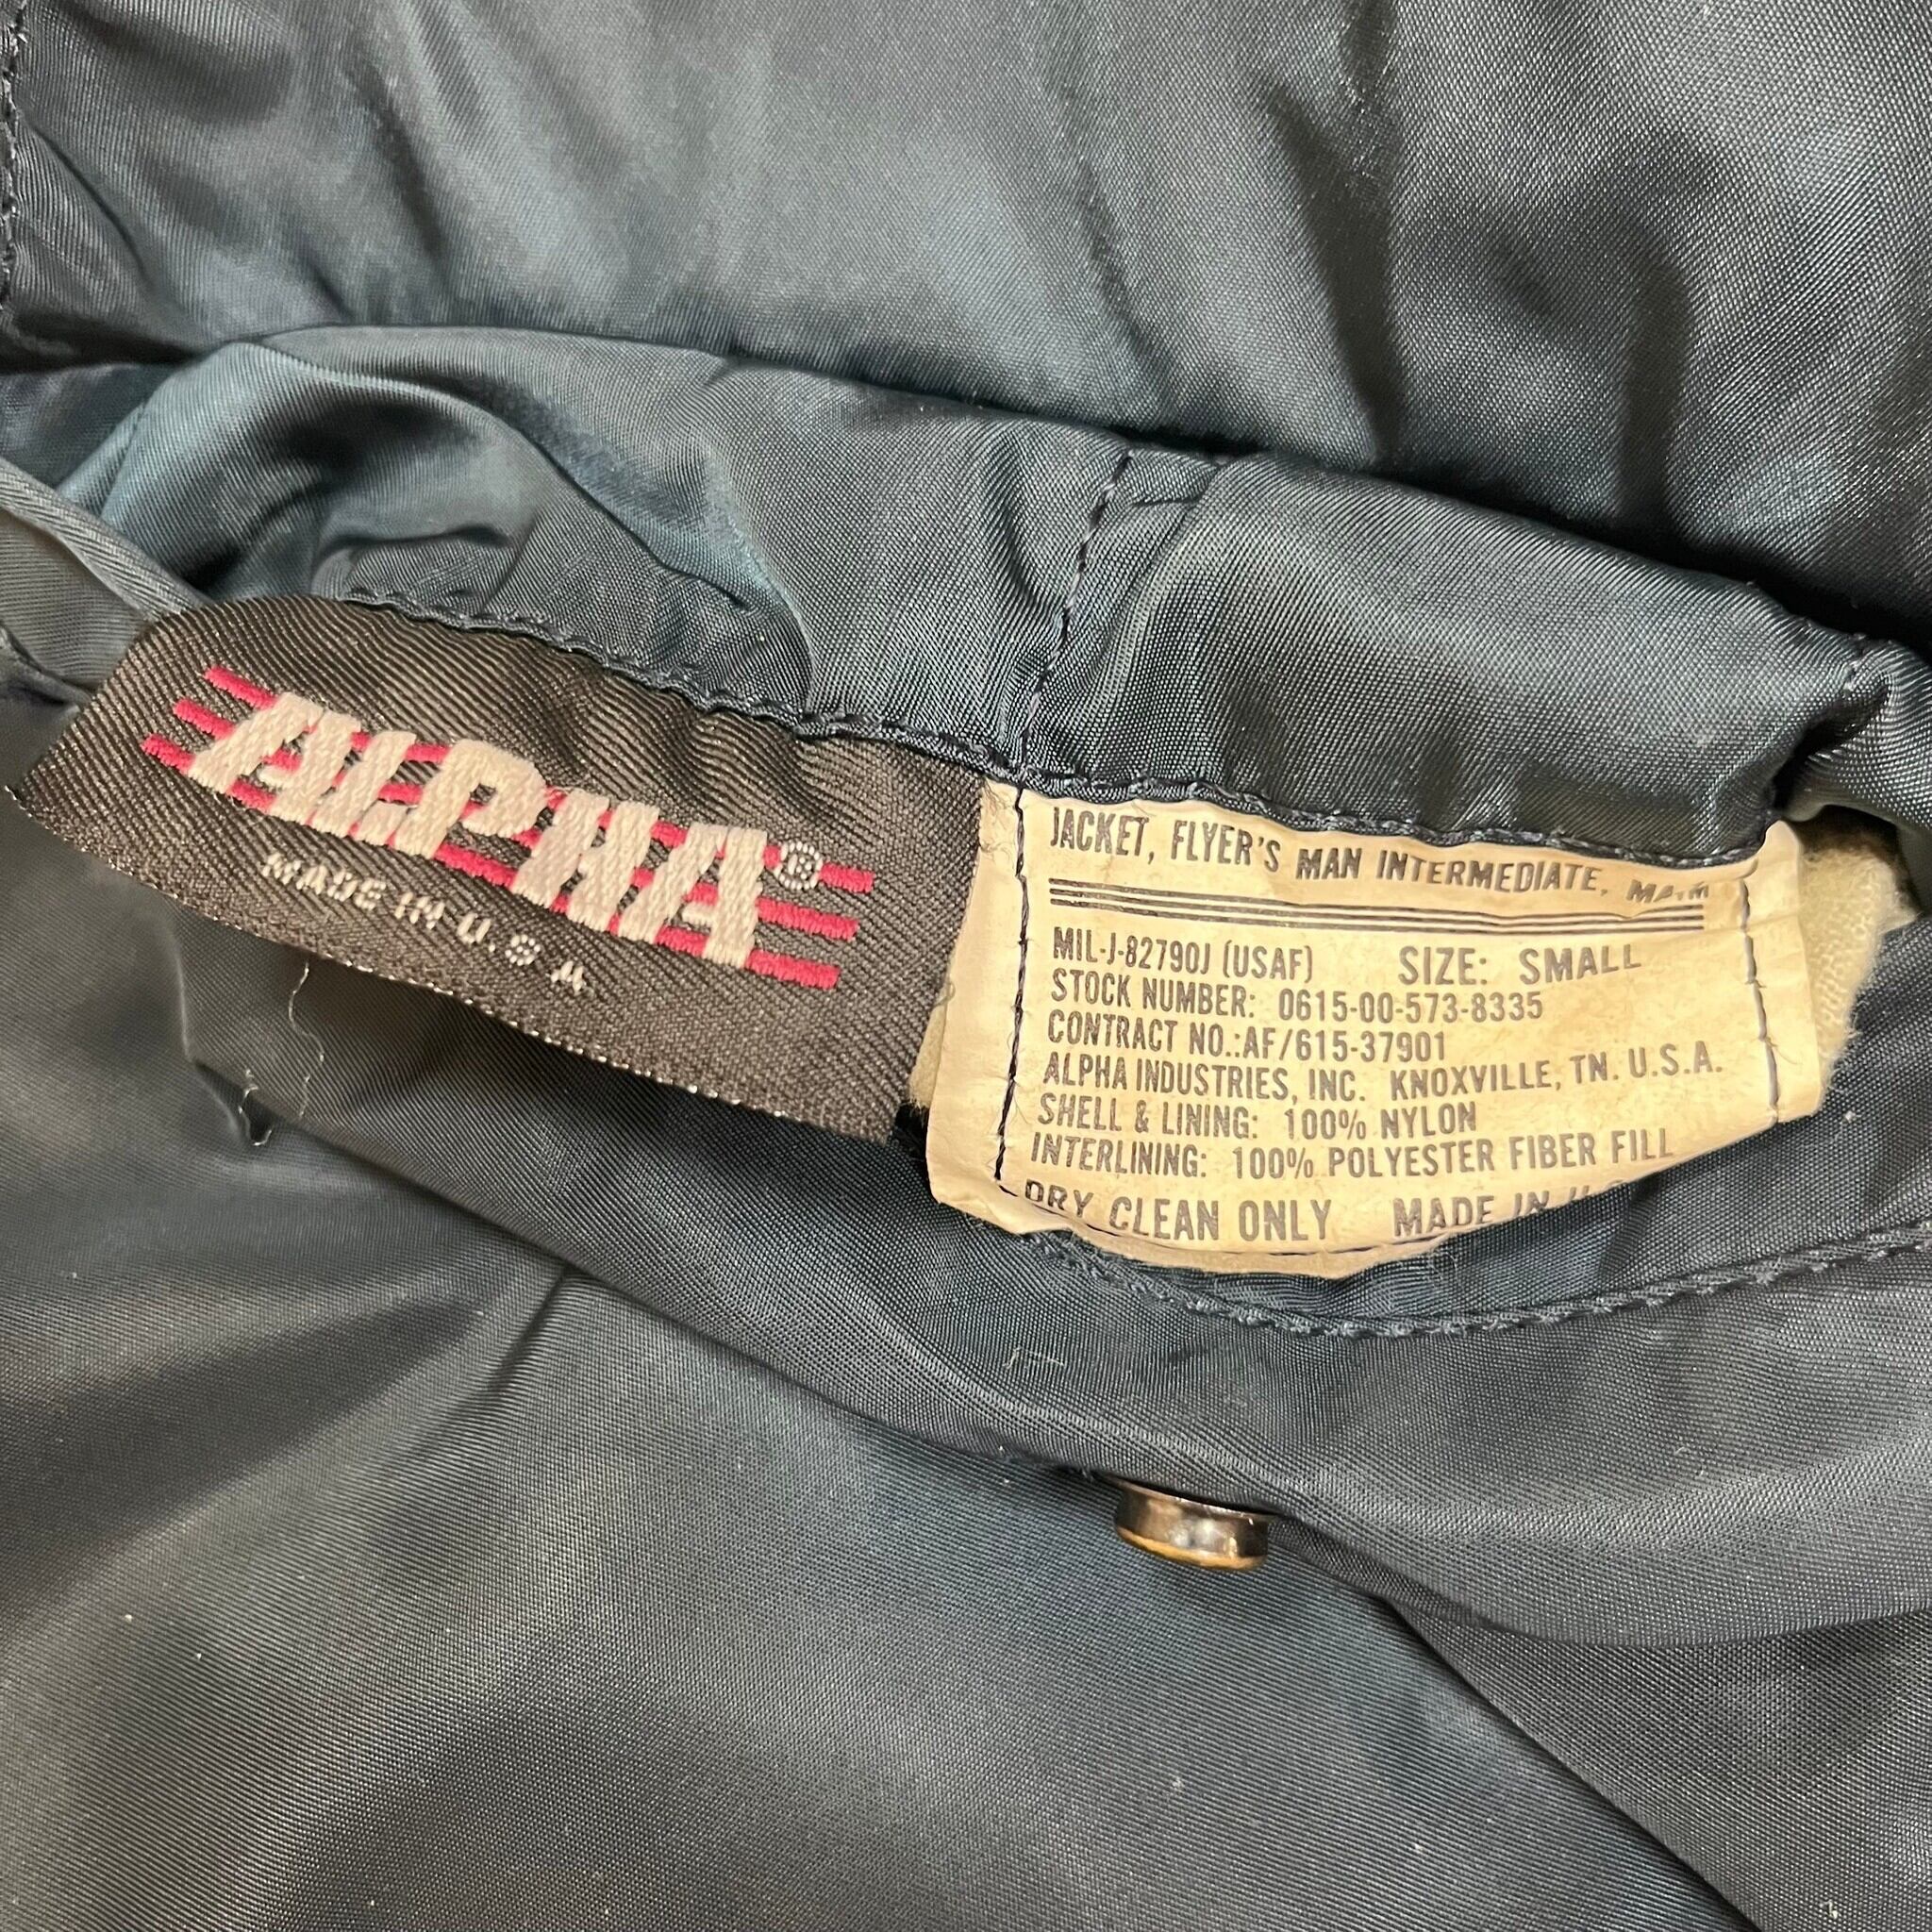 ALPHA®
MADE IN U.S.A
JACKET, FLYER'S MAN INTERMEDIATE,
MIL-J-82790J (USAF) SIZE: SMALL
STOCK NUMBER: 0615-00-573-8335
CONTRACT NO.:AF/615-37901
ALPHA INDUSTRIES, INC. KNOXVILLE, TN. U.S.A.
SHELL & LINING: 100% NYLON
INTERLINING: 100% POLYESTER FIBER FILL
DRY CLEAN ONLY MADE IN U.S.